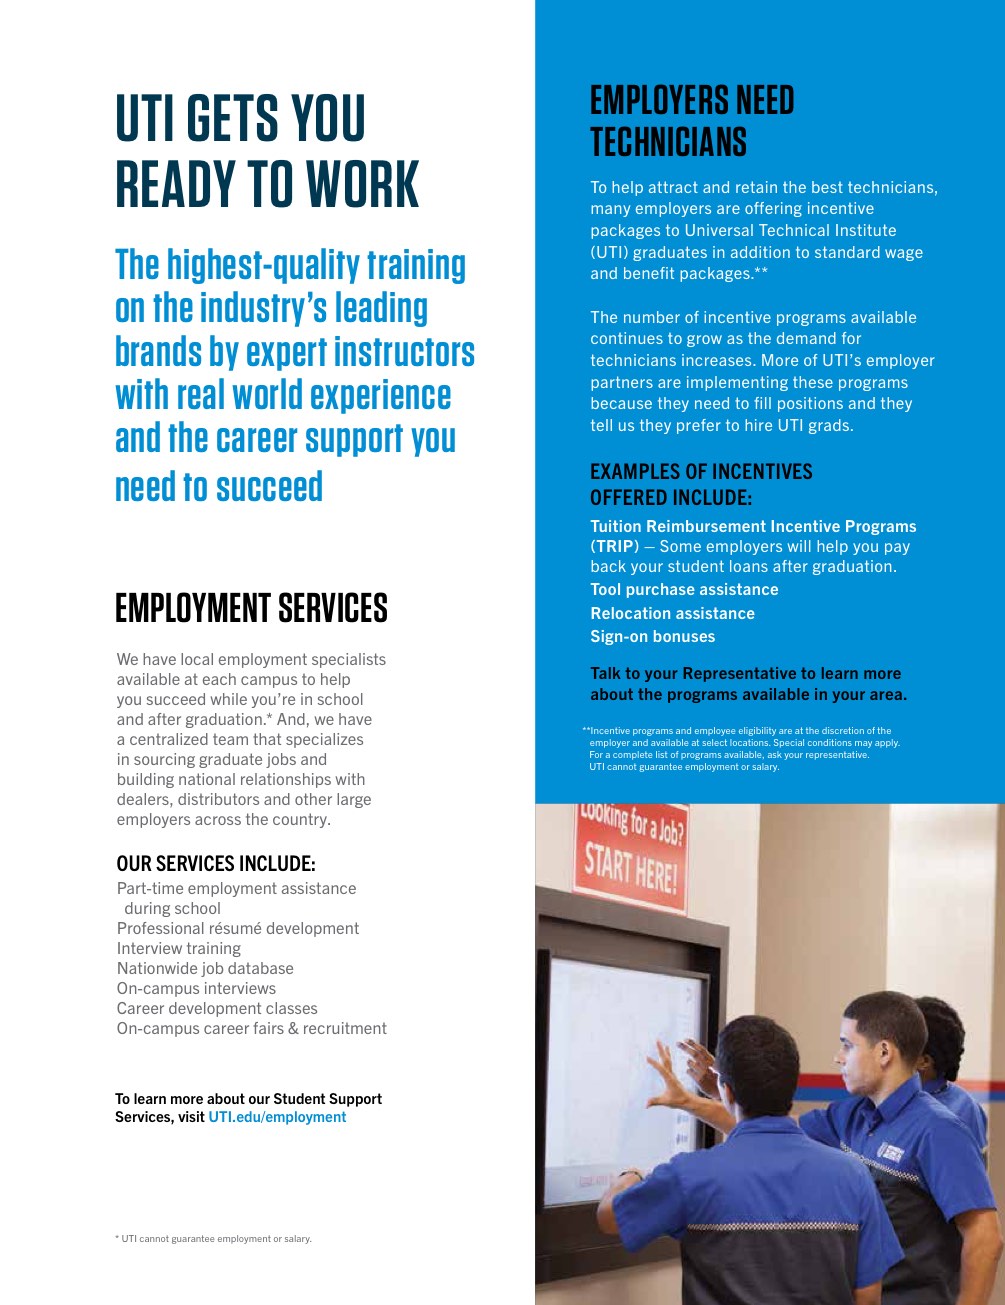 UTI GETS YOU
READY TO WORK
The highest-quality training
on the industry's leading
brands by expert instructors
with real world experience
and the career support you
need to succeed
EMPLOYMENT SERVICES
We have local employment specialists
available at each campus to help
you succeed while you're in school
and after graduation.* And, we have
a centralized team that specializes
in sourcing graduate jobs and
building national relationships with
dealers, distributors and other large
employers across the country.
OUR SERVICES INCLUDE:
Part-time employment assistance
during school
Professional résumé development
Interview training
Nationwide job database
On-campus interviews
Career development classes
On-campus career fairs & recruitment
To learn more about our Student Support
Services, visit UTI.edu/employment
* UTI cannot guarantee employment or salary.
EMPLOYERS NEED
TECHNICIANS
To help attract and retain the best technicians,
many employers are offering incentive
packages to Universal Technical Institute
(UTI) graduates in addition to standard wage
and benefit packages.**
The number of incentive programs available
continues to grow as the demand for
technicians increases. More of UTI's employer
partners are implementing these programs
because they need to fill positions and they
tell us they prefer to hire UTI grads.
EXAMPLES OF INCENTIVES
OFFERED INCLUDE:
Tuition Reimbursement Incentive Programs
(TRIP) – Some employers will help you pay
back your student loans after graduation.
Tool purchase assistance
Relocation assistance
Sign-on bonuses
Talk to your Representative to learn more
about the programs available in your area.
**Incentive programs and employee eligibility are at the discretion of the
employer and available at select locations. Special conditions may apply.
For a complete list of programs available, ask your representative.
UTI cannot guarantee employment or salary.
Looking for a Job?
START HERE!